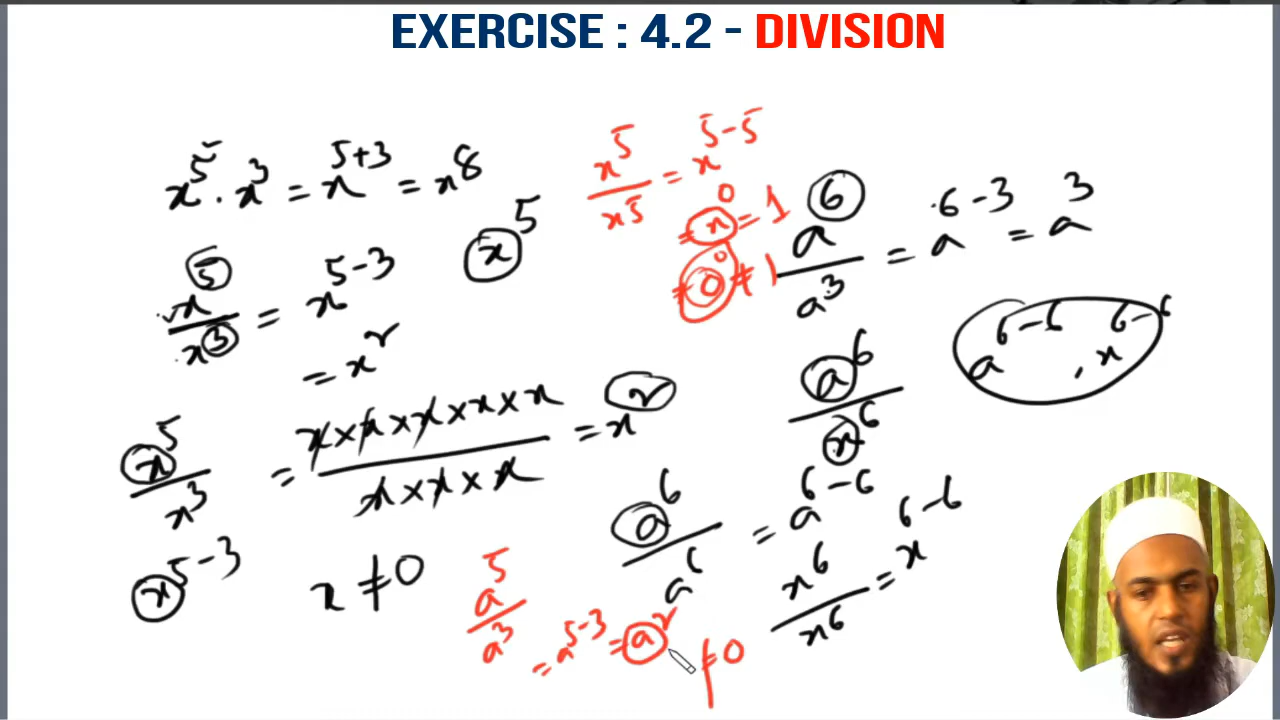 EXERCISE : 4.2 - DIVISION
x⁵ · x³ = x⁵⁺³ = x⁸
x⁵/x³ = x⁵⁻³
= x²
x⁵
x⁵/x³ = x × x × x × x × x / x × x × x = x²
x⁵⁻³
x ≠ 0
x⁵/x⁵ = x⁵⁻⁵
= x⁰ = 1
≠ 0⁰ ≠ 1
a⁶/a³ = a⁶⁻³ = a³
a⁶⁻⁶, x⁶⁻⁶
a⁶/x⁶
a⁶/a⁶ = a⁶⁻⁶
x⁶/x⁶ = x⁶⁻⁶
a⁵/a³ = a⁵⁻³ = a² ≠ 0